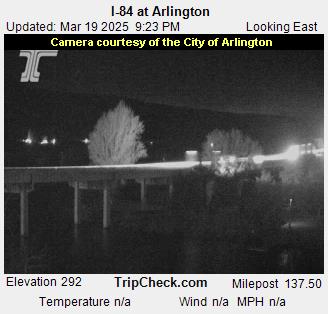 I-84 at Arlington
Updated: Mar 19 2025 9:23 PM Looking East
Camera courtesy of the City of Arlington
Elevation 292 TripCheck.com Milepost 137.50
Temperature n/a Wind n/a MPH n/a